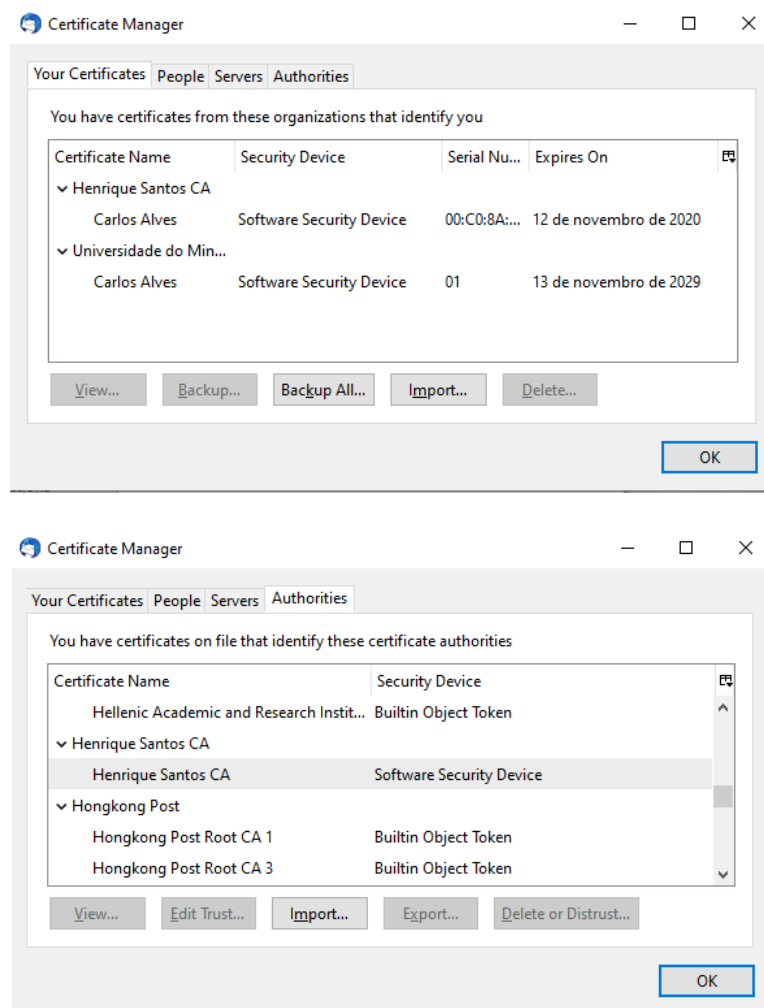 Certificate Manager
Your Certificates People Servers Authorities
You have certificates from these organizations that identify you
Certificate Name Security Device Serial Nu... Expires On
Henrique Santos CA
Carlos Alves Software Security Device 00:C0:8A:... 12 de novembro de 2020
Universidade do Min...
Carlos Alves Software Security Device 01 13 de novembro de 2029
View... Backup... Backup All... Import... Delete...
OK
Certificate Manager
Your Certificates People Servers Authorities
You have certificates on file that identify these certificate authorities
Certificate Name Security Device
Hellenic Academic and Research Instit... Builtin Object Token
Henrique Santos CA
Henrique Santos CA Software Security Device
Hongkong Post
Hongkong Post Root CA 1 Builtin Object Token
Hongkong Post Root CA 3 Builtin Object Token
View... Edit Trust... Import... Export... Delete or Distrust...
OK